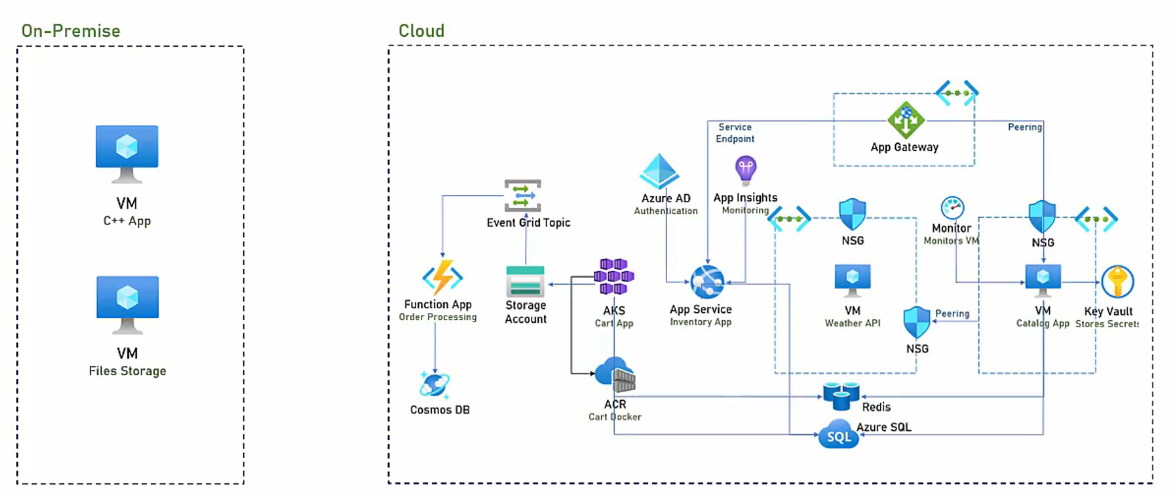 On-Premise
VM
C++ App
VM
Files Storage
Cloud
App Gateway
Service
Endpoint
Peering
Azure AD
Authentication
App Insights
Monitoring
Event Grid Topic
NSG
Monitor
Monitors VM
NSG
Function App
Order Processing
Storage
Account
AKS
Cart App
App Service
Inventory App
VM
Weather API
NSG
Peering
VM
Catalog App
Key Vault
Stores Secrets
Cosmos DB
ACR
Cart Docker
Redis
SQL
Azure SQL